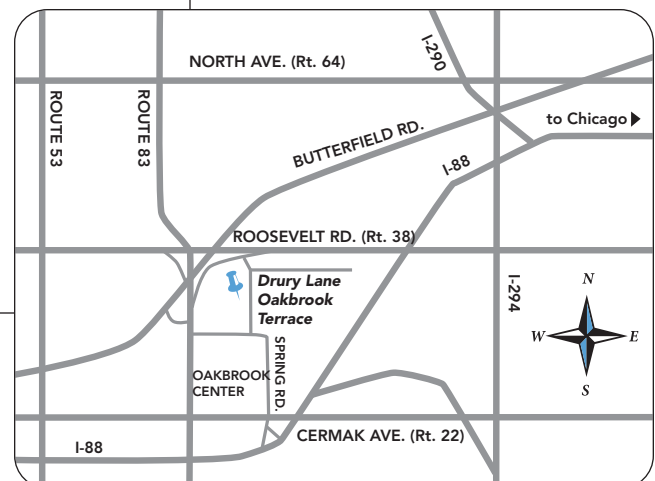 NORTH AVE. (Rt. 64)
I-290
ROUTE 53
ROUTE 83
to Chicago
BUTTERFIELD RD.
I-88
ROOSEVELT RD. (Rt. 38)
Drury Lane
Oakbrook
Terrace
I-294
N
W
E
S
SPRING RD.
OAKBROOK
CENTER
CERMAK AVE. (Rt. 22)
I-88